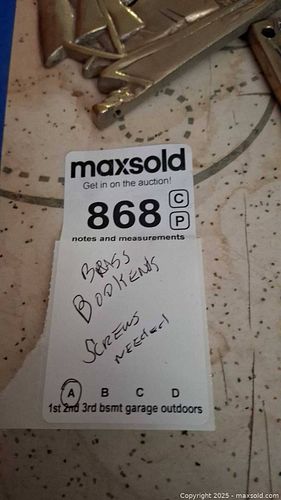 maxsold
Get in on the auction!
868 C
P
notes and measurements
BRASS
BOOKENDS
SCREWS
NEEDED
A B C D
1st 2nd 3rd bsmt garage outdoors
Copyright 2025 - maxsold.com